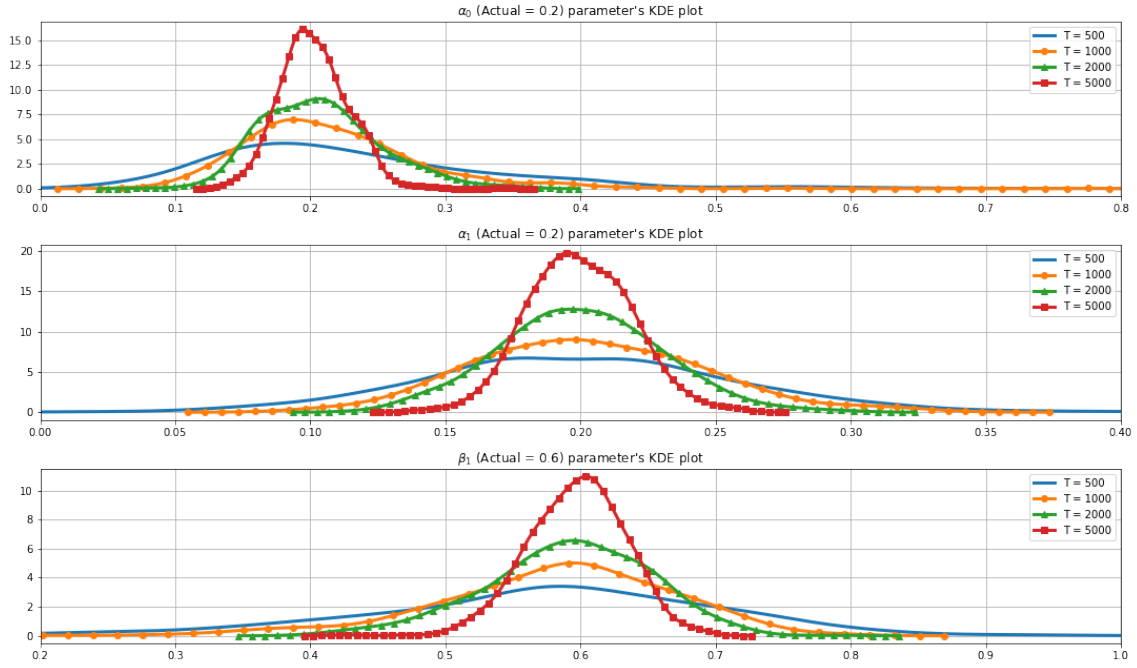 α₀ (Actual = 0.2) parameter's KDE plot
15.0
12.5
10.0
7.5
5.0
2.5
0.0
T = 500
T = 1000
T = 2000
T = 5000
0.0 0.1 0.2 0.3 0.4 0.5 0.6 0.7 0.8
α₁ (Actual = 0.2) parameter's KDE plot
20
15
10
5
0
T = 500
T = 1000
T = 2000
T = 5000
0.00 0.05 0.10 0.15 0.20 0.25 0.30 0.35 0.40
β₁ (Actual = 0.6) parameter's KDE plot
10
8
6
4
2
0
T = 500
T = 1000
T = 2000
T = 5000
0.2 0.3 0.4 0.5 0.6 0.7 0.8 0.9 1.0